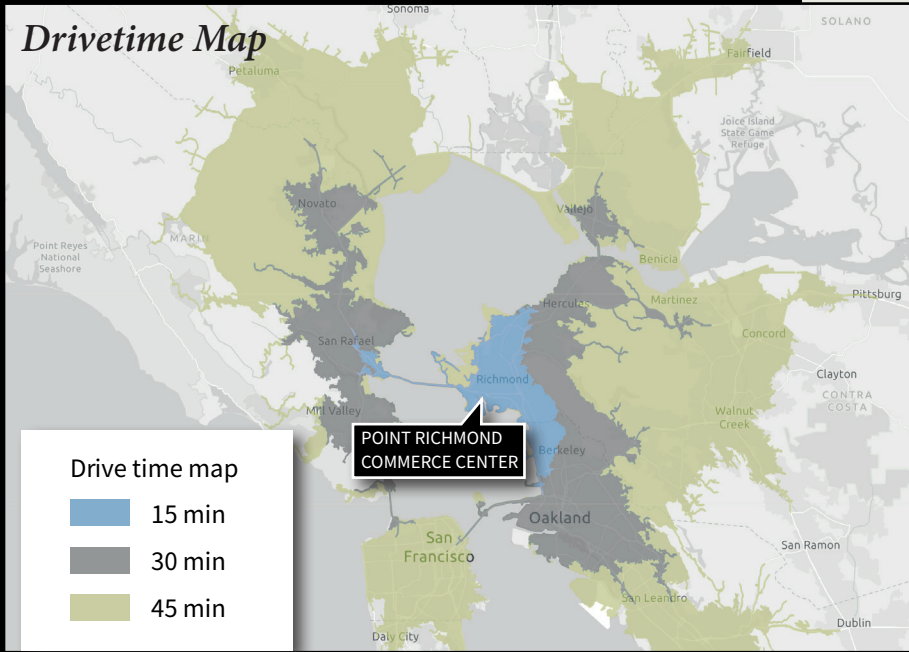 Drivetime Map
Sonoma
SOLANO
Petaluma
Fairfield
Joice Island
State Game
Refuge
Novato
Vallejo
MARIN
Point Reyes
National
Seashore
Benicia
Hercules
Martinez
Pittsburg
San Rafael
Concord
Richmond
Clayton
CONTRA
COSTA
Mill Valley
Walnut
Creek
POINT RICHMOND
COMMERCE CENTER
Berkeley
Drive time map
15 min
30 min
45 min
Oakland
San
Francisco
San Ramon
San Leandro
Dublin
Daly City